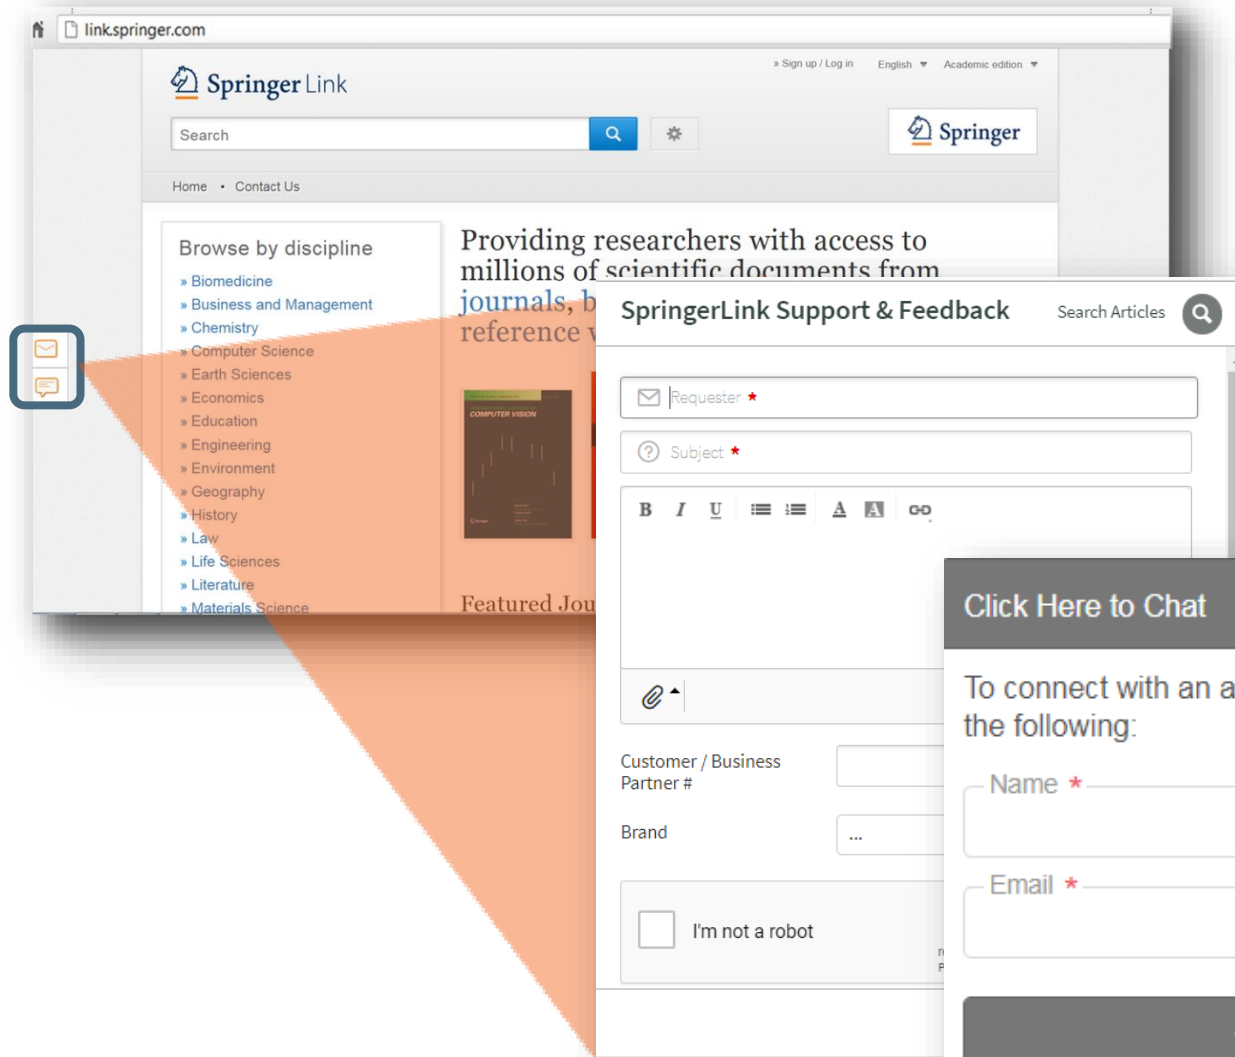 link.springer.com
Springer Link
» Sign up / Log in English Academic edition
Search
Springer
Home • Contact Us
Browse by discipline
» Biomedicine
» Business and Management
» Chemistry
» Computer Science
» Earth Sciences
» Economics
» Education
» Engineering
» Environment
» Geography
» History
» Law
» Life Sciences
» Literature
» Materials Science
Providing researchers with access to
millions of scientific documents from
journals, b
reference
COMPUTER VISION
Featured Jou
SpringerLink Support & Feedback
Search Articles
Requester *
Subject *
B I U A A
Customer / Business
Partner #
Brand
...
I'm not a robot
Click Here to Chat
To connect with an a
the following:
Name *
Email *